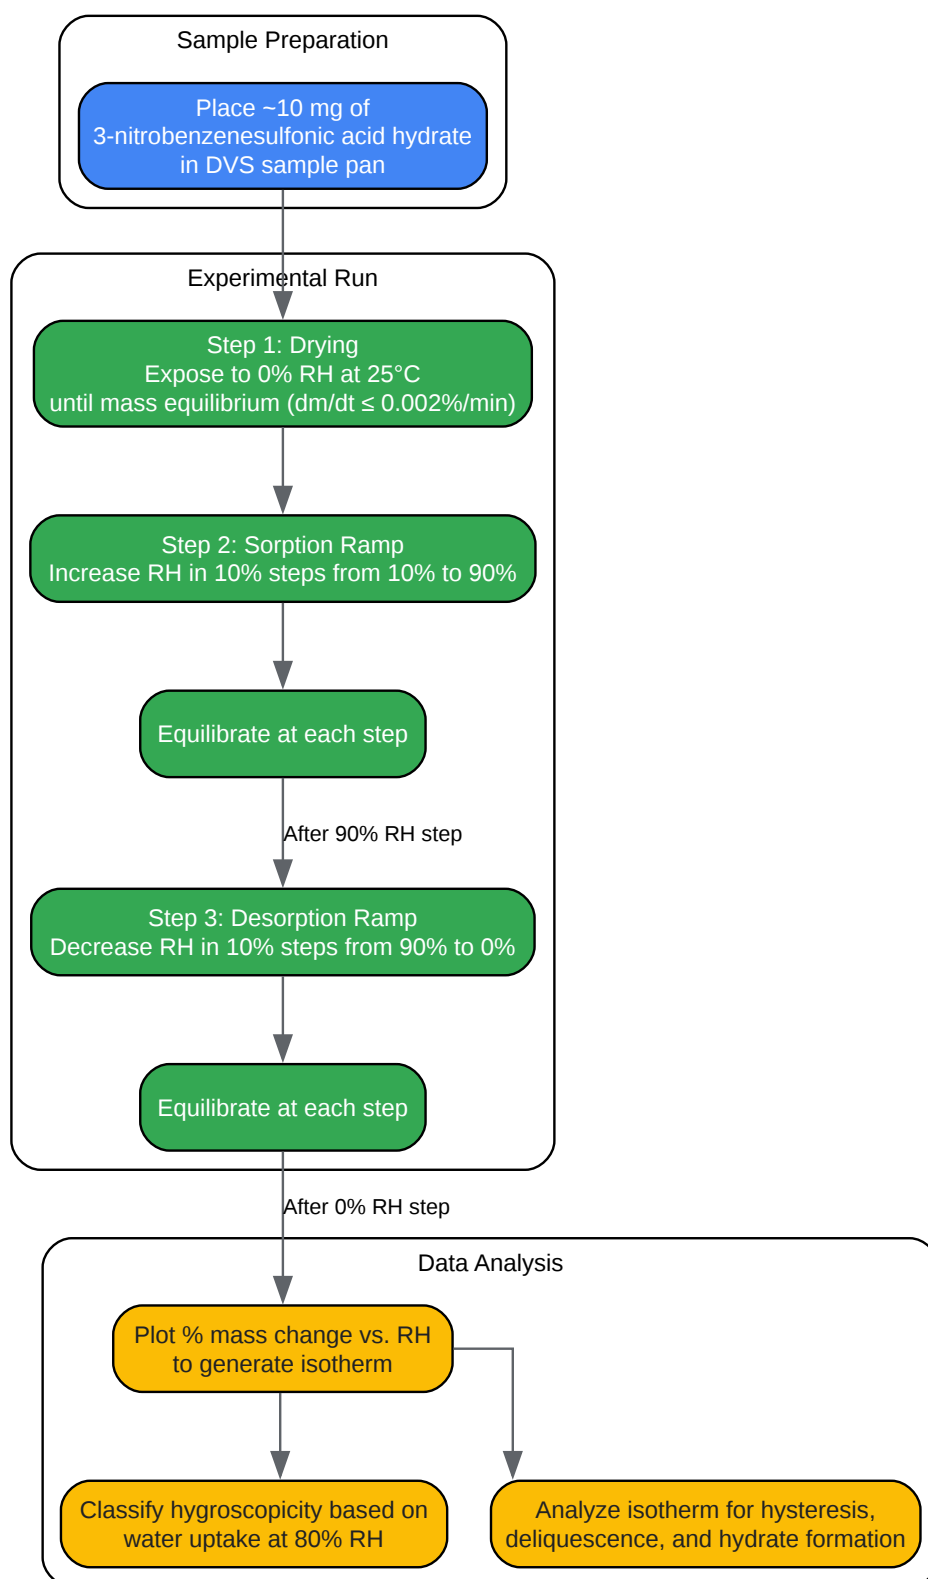 Sample Preparation
Place ~10 mg of
3-nitrobenzenesulfonic acid hydrate
in DVS sample pan
Experimental Run
Step 1: Drying
Expose to 0% RH at 25°C
until mass equilibrium (dm/dt ≤ 0.002%/min)
Step 2: Sorption Ramp
Increase RH in 10% steps from 10% to 90%
Equilibrate at each step
After 90% RH step
Step 3: Desorption Ramp
Decrease RH in 10% steps from 90% to 0%
Equilibrate at each step
After 0% RH step
Data Analysis
Plot % mass change vs. RH
to generate isotherm
Classify hygroscopicity based on
water uptake at 80% RH
Analyze isotherm for hysteresis,
deliquescence, and hydrate formation